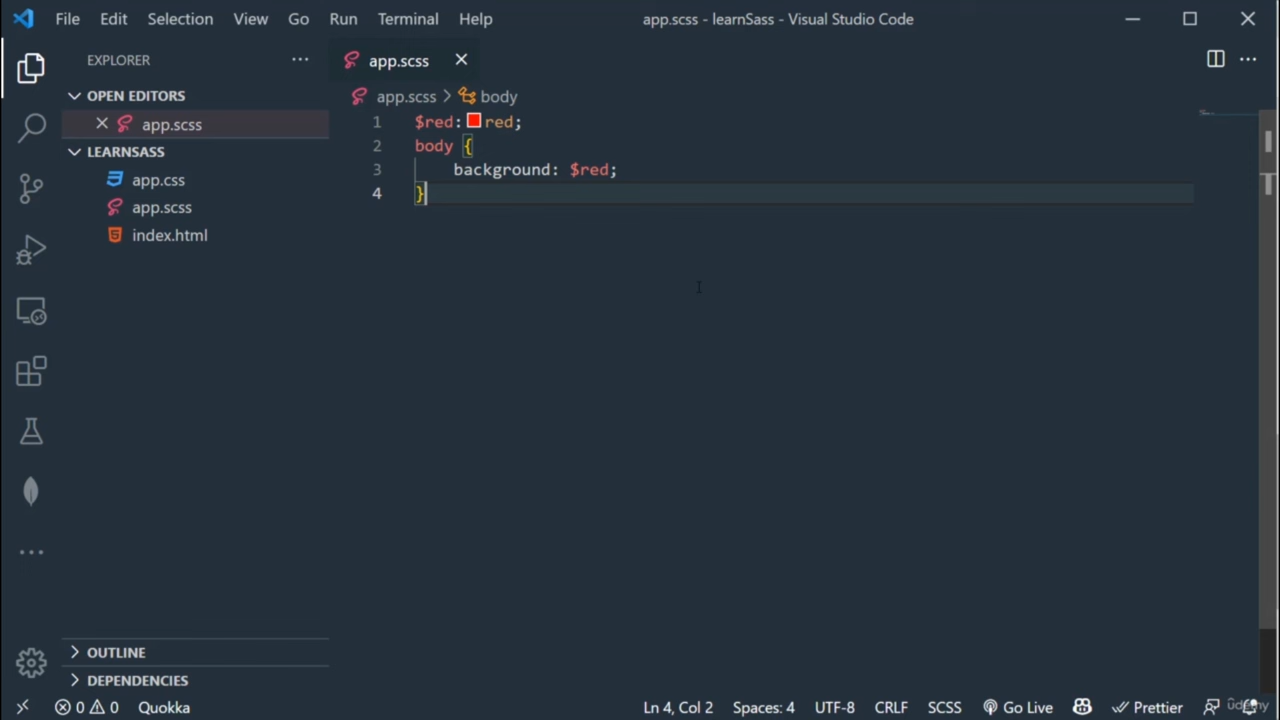 File Edit Selection View Go Run Terminal Help app.scss - learnSass - Visual Studio Code
EXPLORER
OPEN EDITORS
app.scss
LEARNSASS
app.css
app.scss
index.html
OUTLINE
DEPENDENCIES
app.scss
app.scss > body
1 $red: red;
2 body {
3 background: $red;
4 }
0 0 Quokka Ln 4, Col 2 Spaces: 4 UTF-8 CRLF SCSS Go Live Prettier
udemy